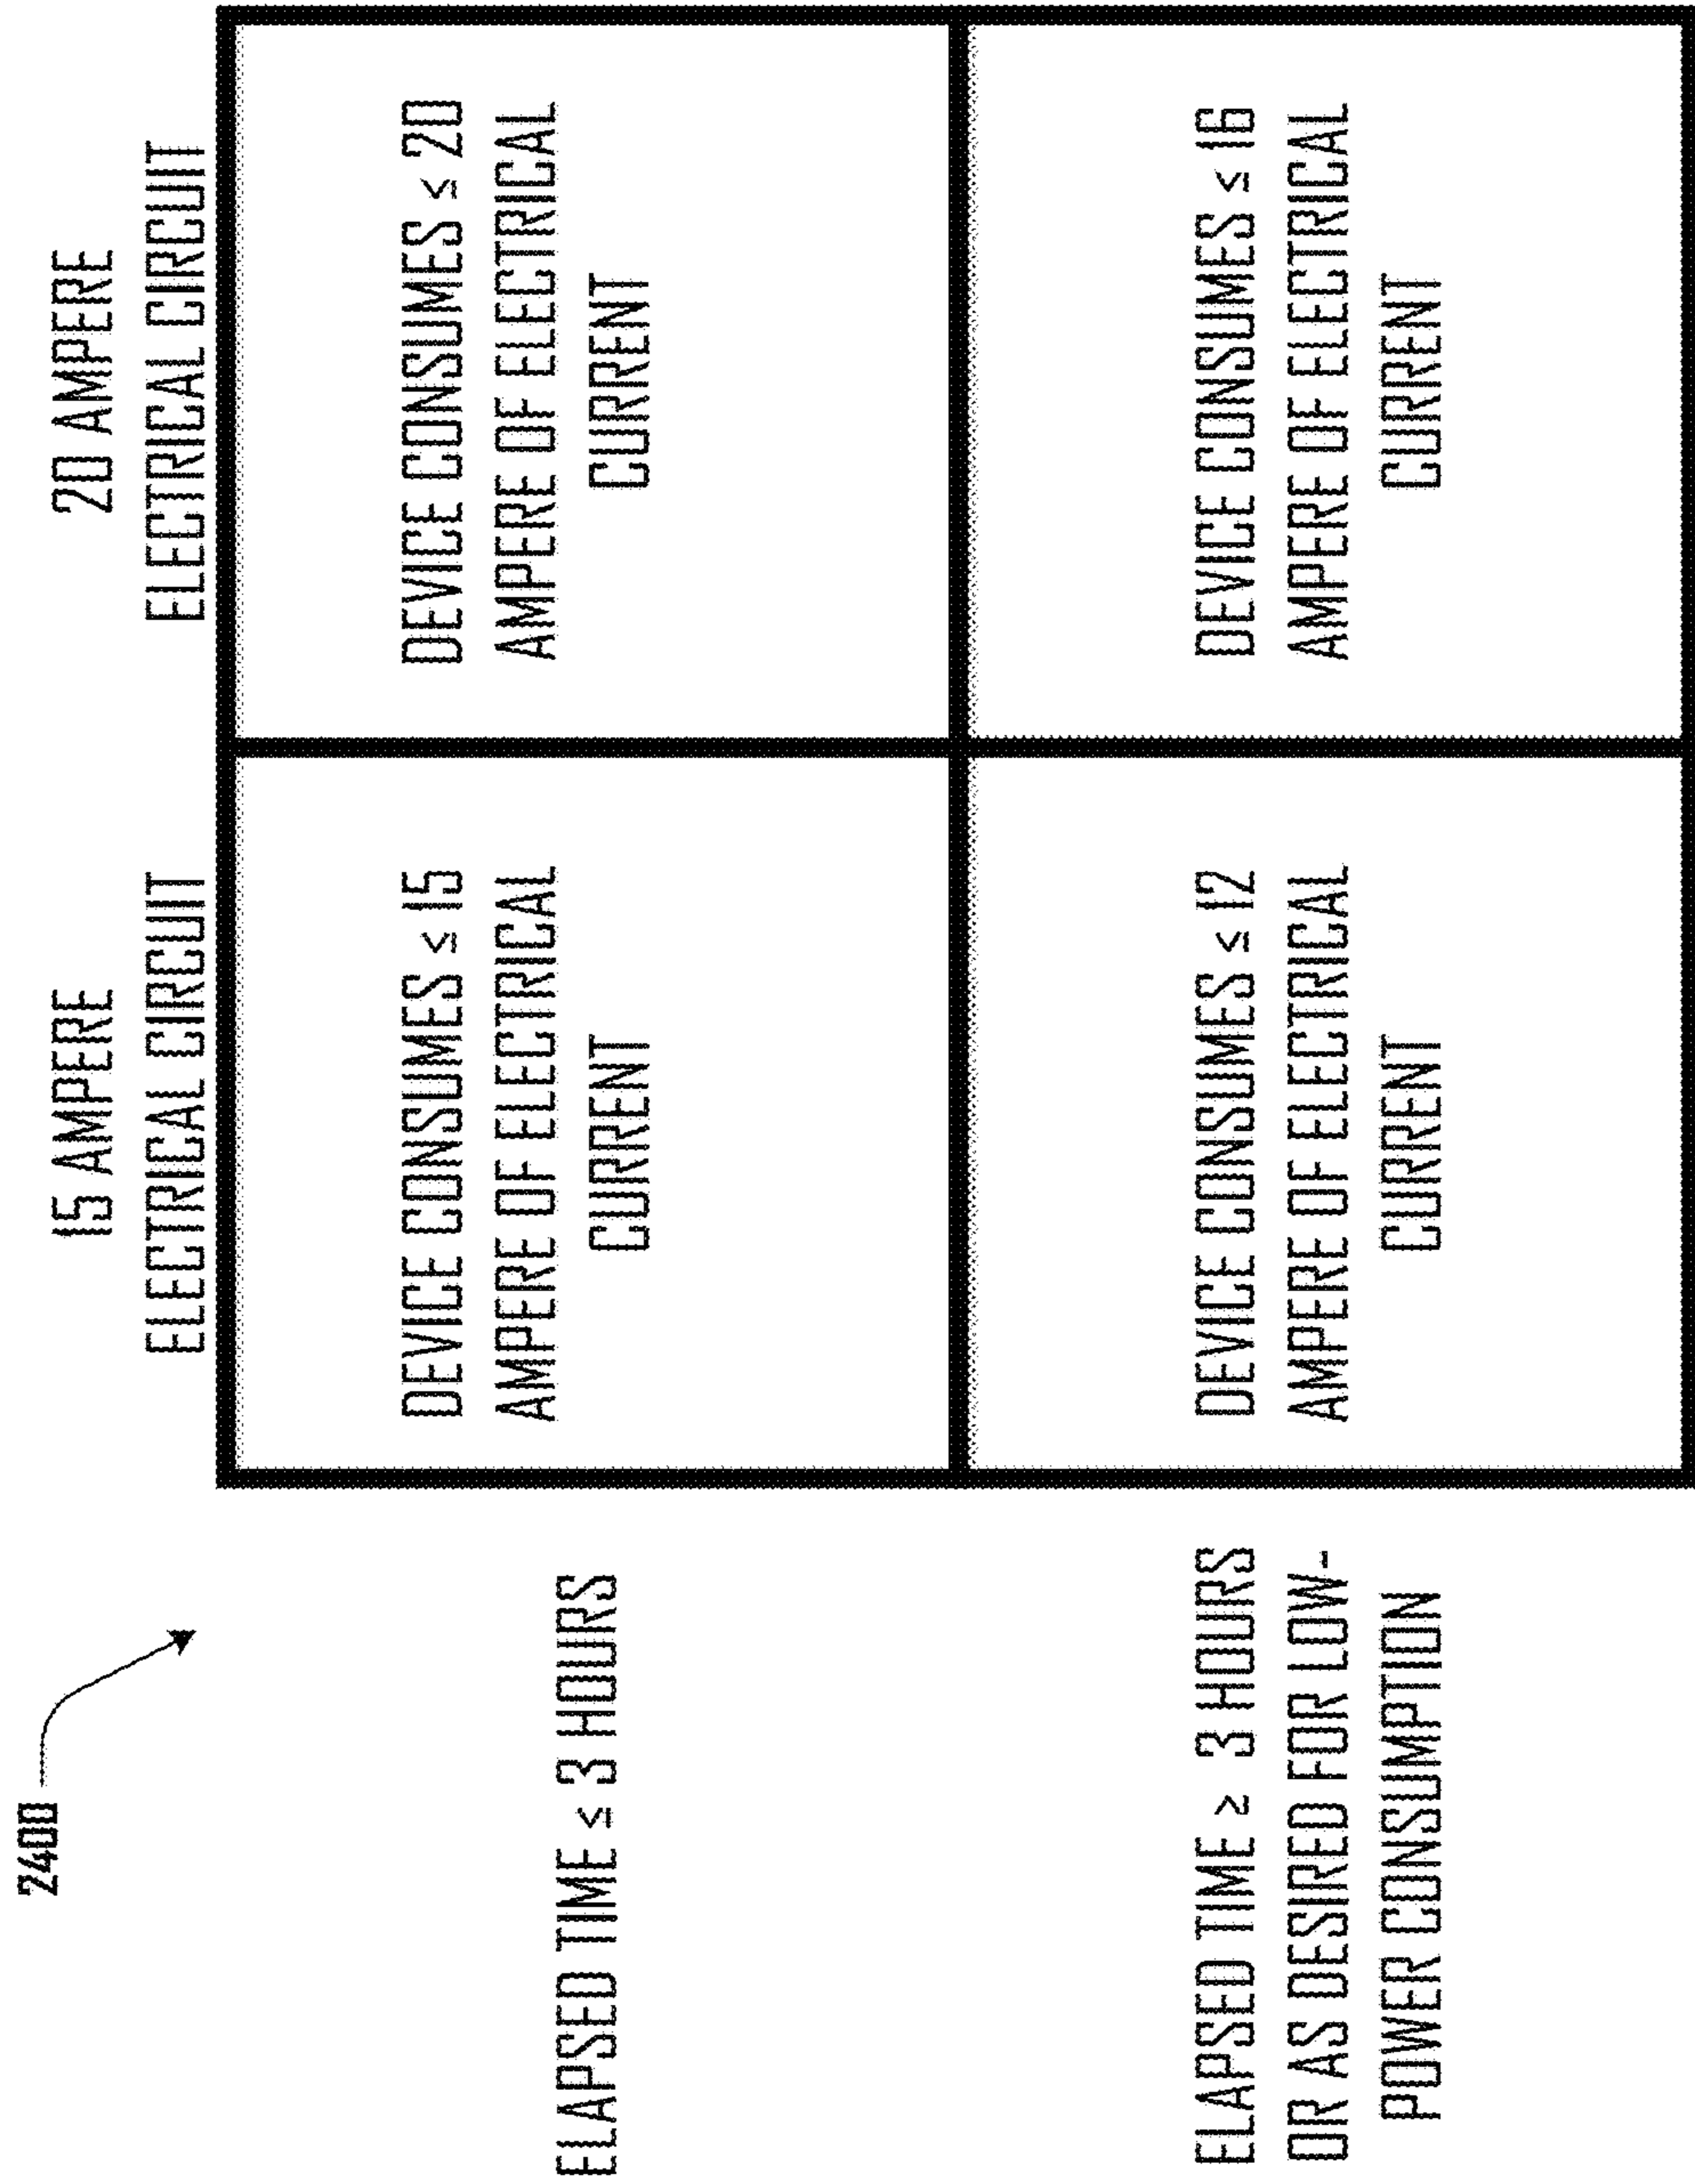 2400
15 AMPERE
ELECTRICAL CIRCUIT
20 AMPERE
ELECTRICAL CIRCUIT
ELAPSED TIME ≤ 3 HOURS
DEVICE CONSUMES ≤ 15
AMPERE OF ELECTRICAL
CURRENT
DEVICE CONSUMES ≤ 20
AMPERE OF ELECTRICAL
CURRENT
ELAPSED TIME ≥ 3 HOURS
OR AS DESIRED FOR LOW-
POWER CONSUMPTION
DEVICE CONSUMES ≤ 12
AMPERE OF ELECTRICAL
CURRENT
DEVICE CONSUMES ≤ 16
AMPERE OF ELECTRICAL
CURRENT